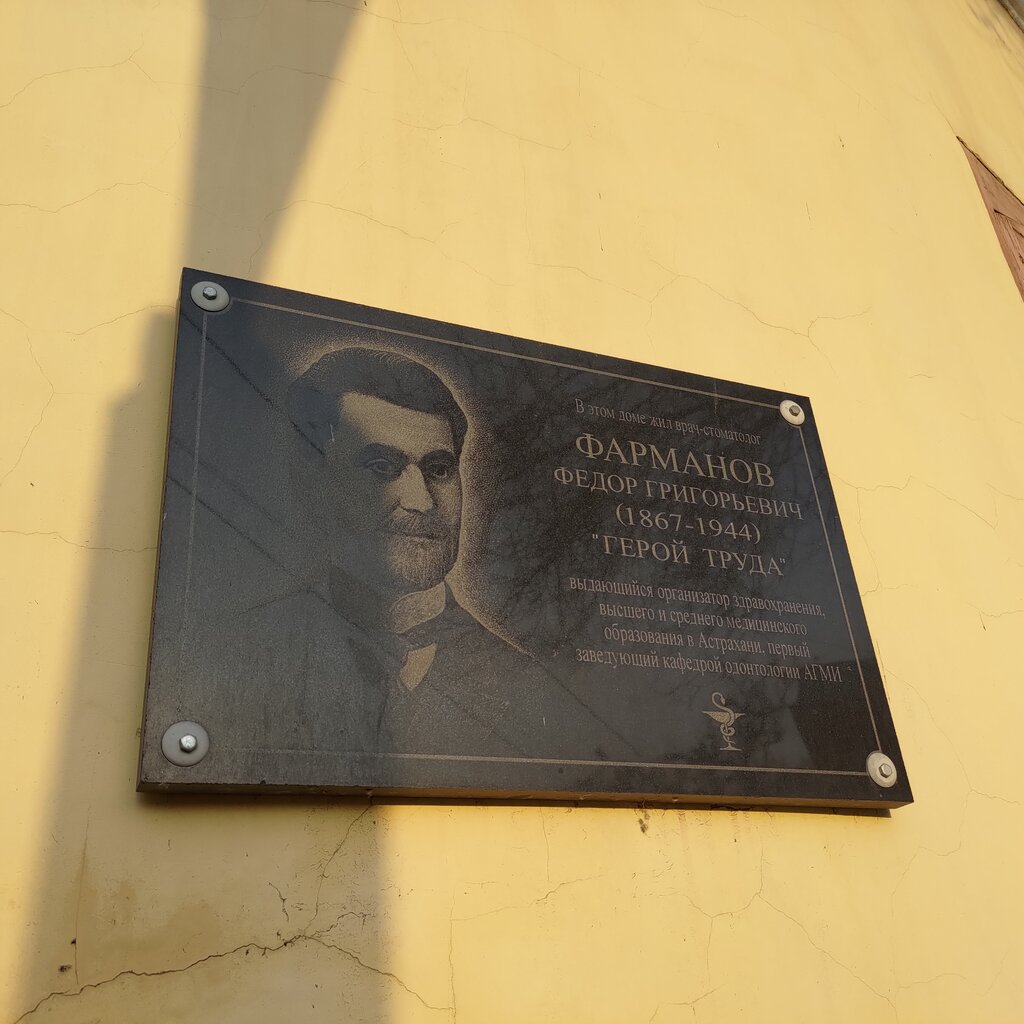 В этом доме жил врач-стоматолог
ФАРМАНОВ
ФЕДОР ГРИГОРЬЕВИЧ
(1867-1944)
"ГЕРОЙ ТРУДА"
выдающийся организатор здравохранения,
высшего и среднего медицинского
образования в Астрахани, первый
заведующий кафедрой одонтологии АГМИ